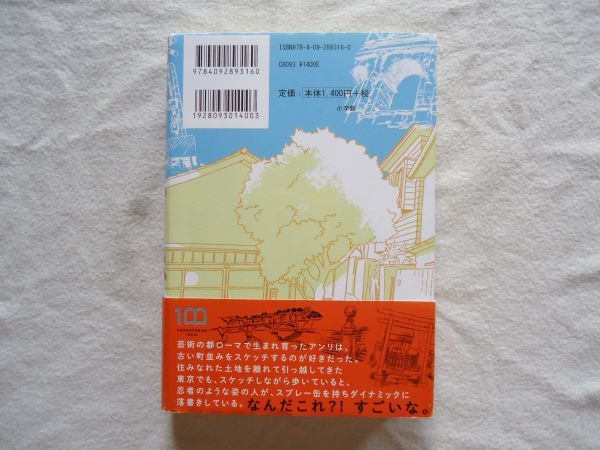 ISBN978-4-09-289316-0
9784092893160
C8093 ¥1400E
定価：本体1,400円＋税
小学館
1928093014003
100
芸術の都ローマで生まれ育ったアンリは、
古い町並みをスケッチするのが好きだった。
住みなれた土地を離れて引っ越してきた
東京でも、スケッチしながら歩いていると、
忍者のような姿の人が、スプレー缶を持ちダイナミックに
落書きしている。なんだこれ?! すごいな。